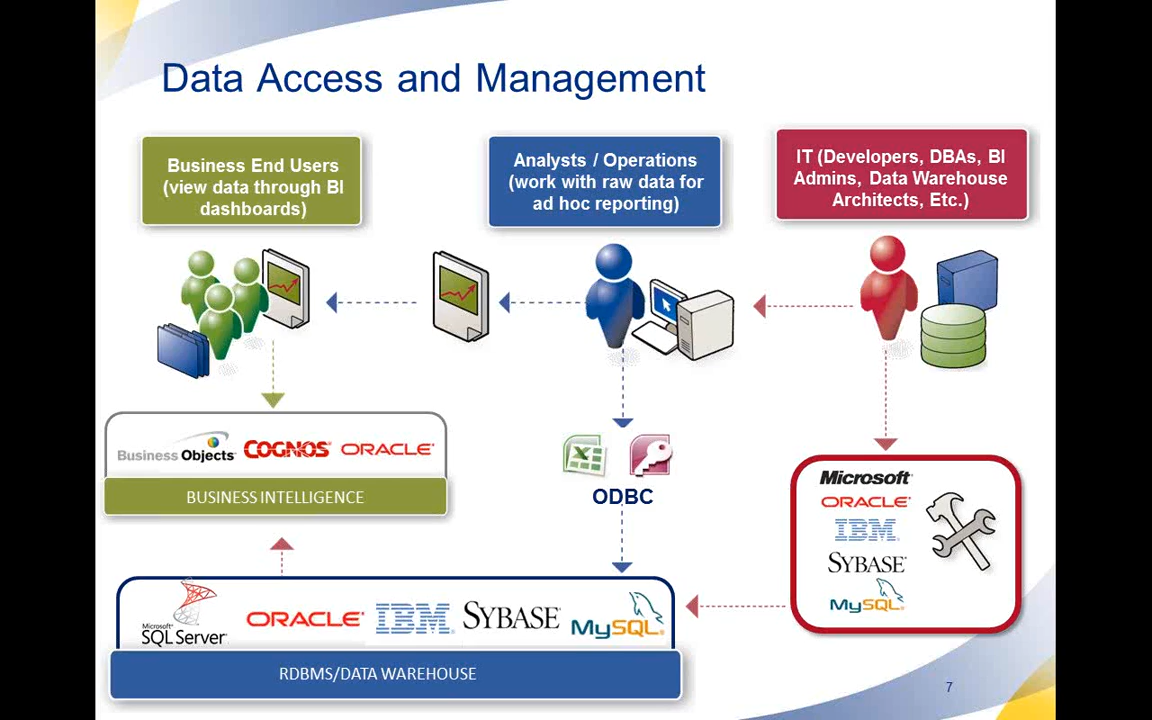 Data Access and Management
Business End Users
(view data through BI
dashboards)
Analysts / Operations
(work with raw data for
ad hoc reporting)
IT (Developers, DBAs, BI
Admins, Data Warehouse
Architects, Etc.)
Business Objects COGNOS ORACLE
BUSINESS INTELLIGENCE
ODBC
Microsoft
ORACLE
IBM
SYBASE
MySQL
Microsoft
SQL Server
ORACLE IBM SYBASE MySQL
RDBMS/DATA WAREHOUSE
7